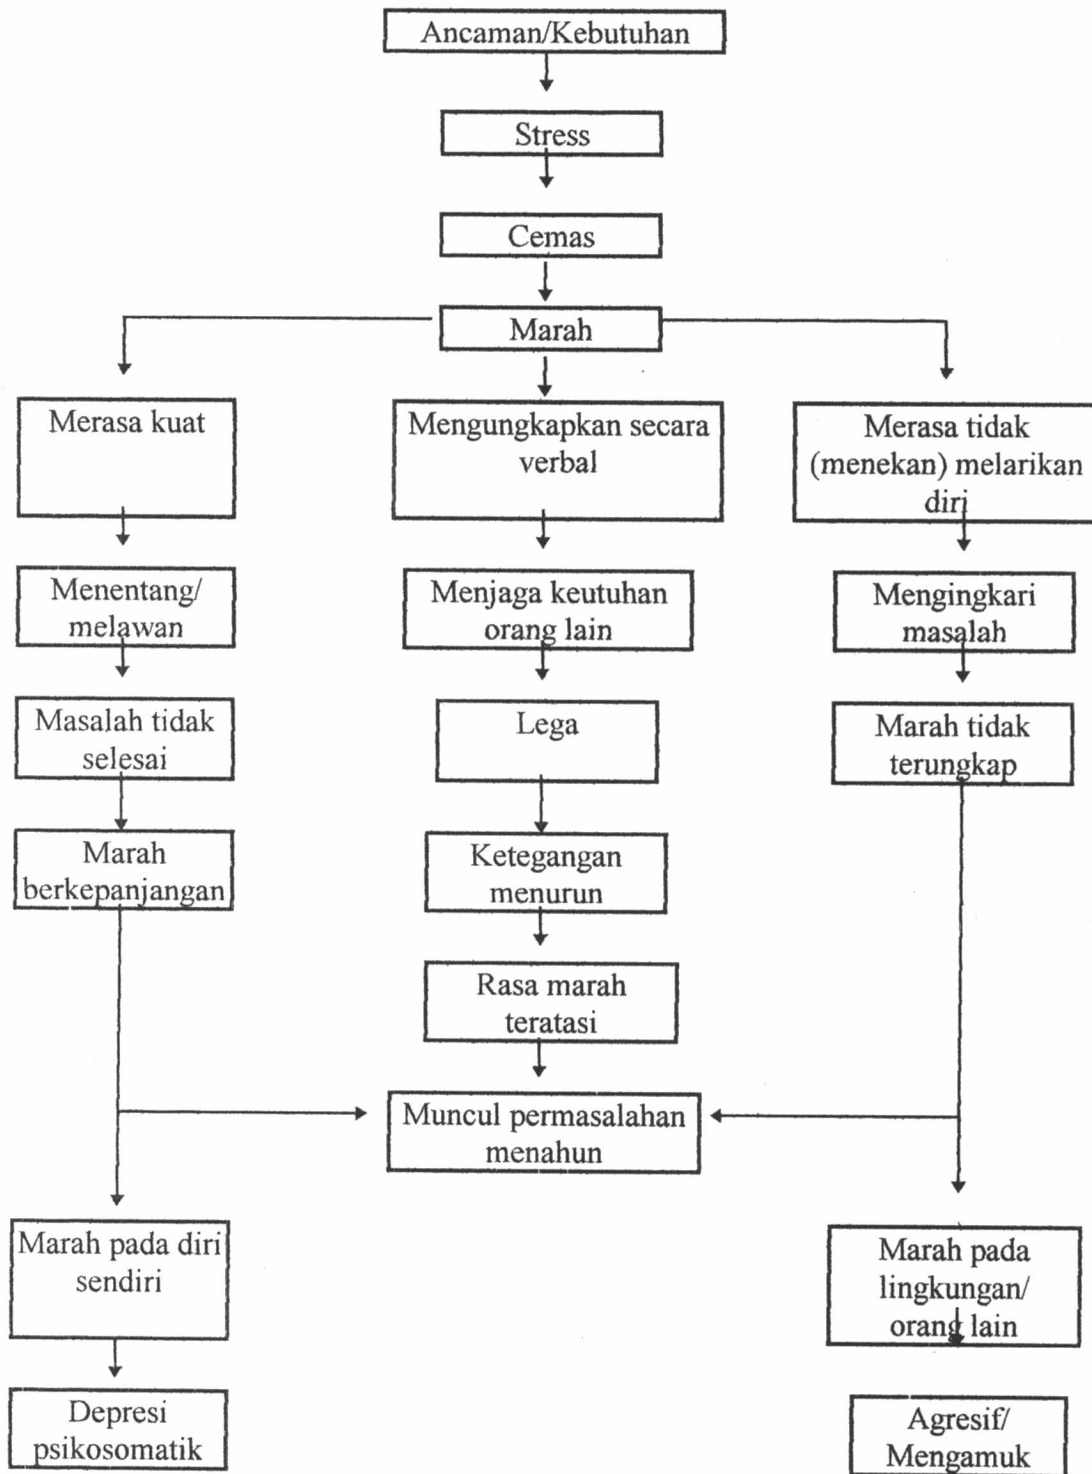 Ancaman/Kebutuhan
Stress
Cemas
Marah
Merasa kuat
Mengungkapkan secara
verbal
Merasa tidak
(menekan) melarikan
diri
Menentang/
melawan
Menjaga keutuhan
orang lain
Mengingkari
masalah
Masalah tidak
selesai
Lega
Marah tidak
terungkap
Marah
berkepanjangan
Ketegangan
menurun
Rasa marah
teratasi
Muncul permasalahan
menahun
Marah pada diri
sendiri
Marah pada
lingkungan/
orang lain
Depresi
psikosomatik
Agresif/
Mengamuk